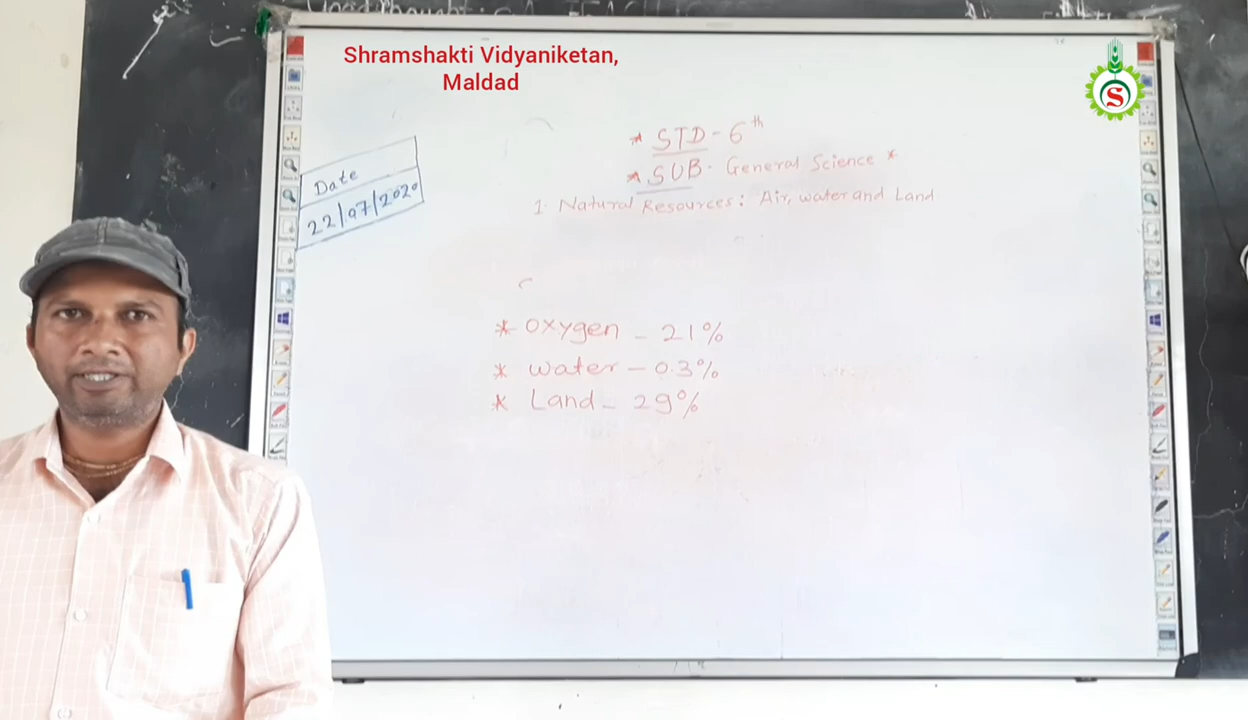 Shramshakti Vidyaniketan,
Maldad
S
* STD - 6th
* SUB - General Science *
1. Natural Resources: Air, water and Land
Date
22/07/2020
* Oxygen - 21%
* water - 0.3%
* Land - 29%